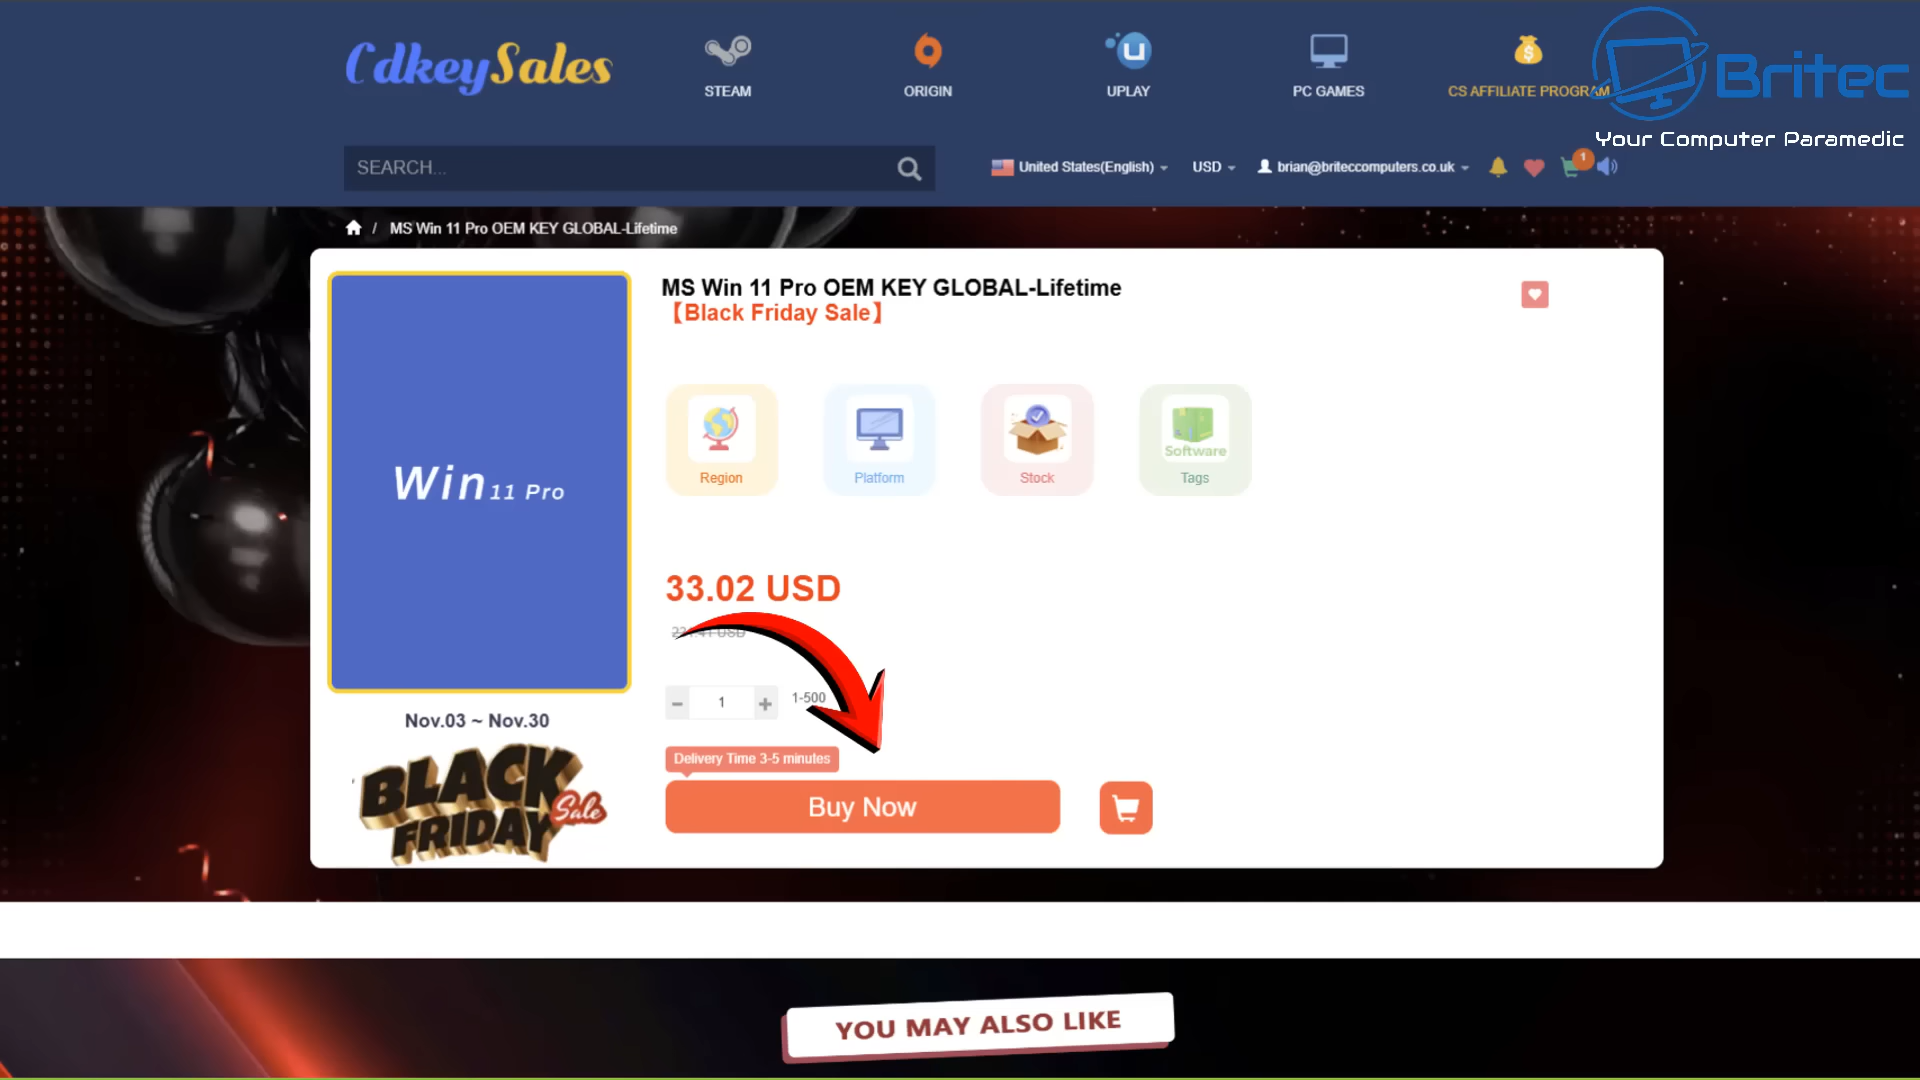 CdkeySales
STEAM
ORIGIN
UPLAY
PC GAMES
CS AFFILIATE PROGRAM
Britec
Your Computer Paramedic
SEARCH...
United States(English)
USD
brian@briteccomputers.co.uk
1
/ MS Win 11 Pro OEM KEY GLOBAL-Lifetime
MS Win 11 Pro OEM KEY GLOBAL-Lifetime
【Black Friday Sale】
Win 11 Pro
Region
Platform
Stock
Software
Tags
33.02 USD
USD
1
1-500
Nov.03 ~ Nov.30
BLACK
FRIDAY
Sale
Delivery Time 3-5 minutes
Buy Now
YOU MAY ALSO LIKE